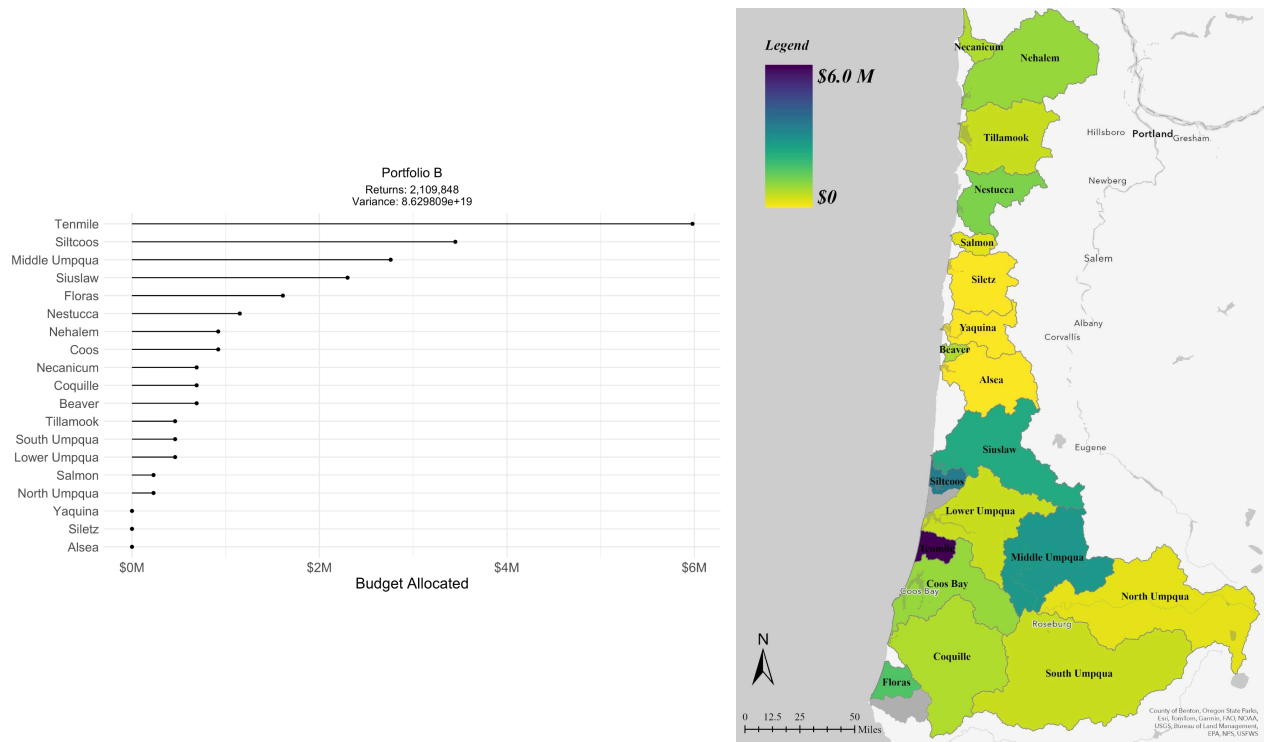 Portfolio B
Returns: 2,109,848
Variance: 8.629809e+19
Tenmile
Siltcoos
Middle Umpqua
Siuslaw
Floras
Nestucca
Nehalem
Coos
Necanicum
Coquille
Beaver
Tillamook
South Umpqua
Lower Umpqua
Salmon
North Umpqua
Yaquina
Siletz
Alsea
$0M
$2M
$4M
$6M
Budget Allocated
Legend
$6.0 M
$0
Necanicum
Nehalem
Tillamook
Hillsboro
Portland
Gresham
Nestucca
Newberg
Salmon
Salem
Siletz
Yaquina
Albany
Corvallis
Beaver
Alsea
Siuslaw
Eugene
Siltcoos
Lower Umpqua
Tenmile
Middle Umpqua
Coos Bay
Coos Bay
North Umpqua
Roseburg
Coquille
South Umpqua
Floras
N
0 12.5 25 50
Miles
County of Benton, Oregon State Parks,
Esri, TomTom, Garmin, FAO, NOAA,
USGS, Bureau of Land Management,
EPA, NPS, USFWS